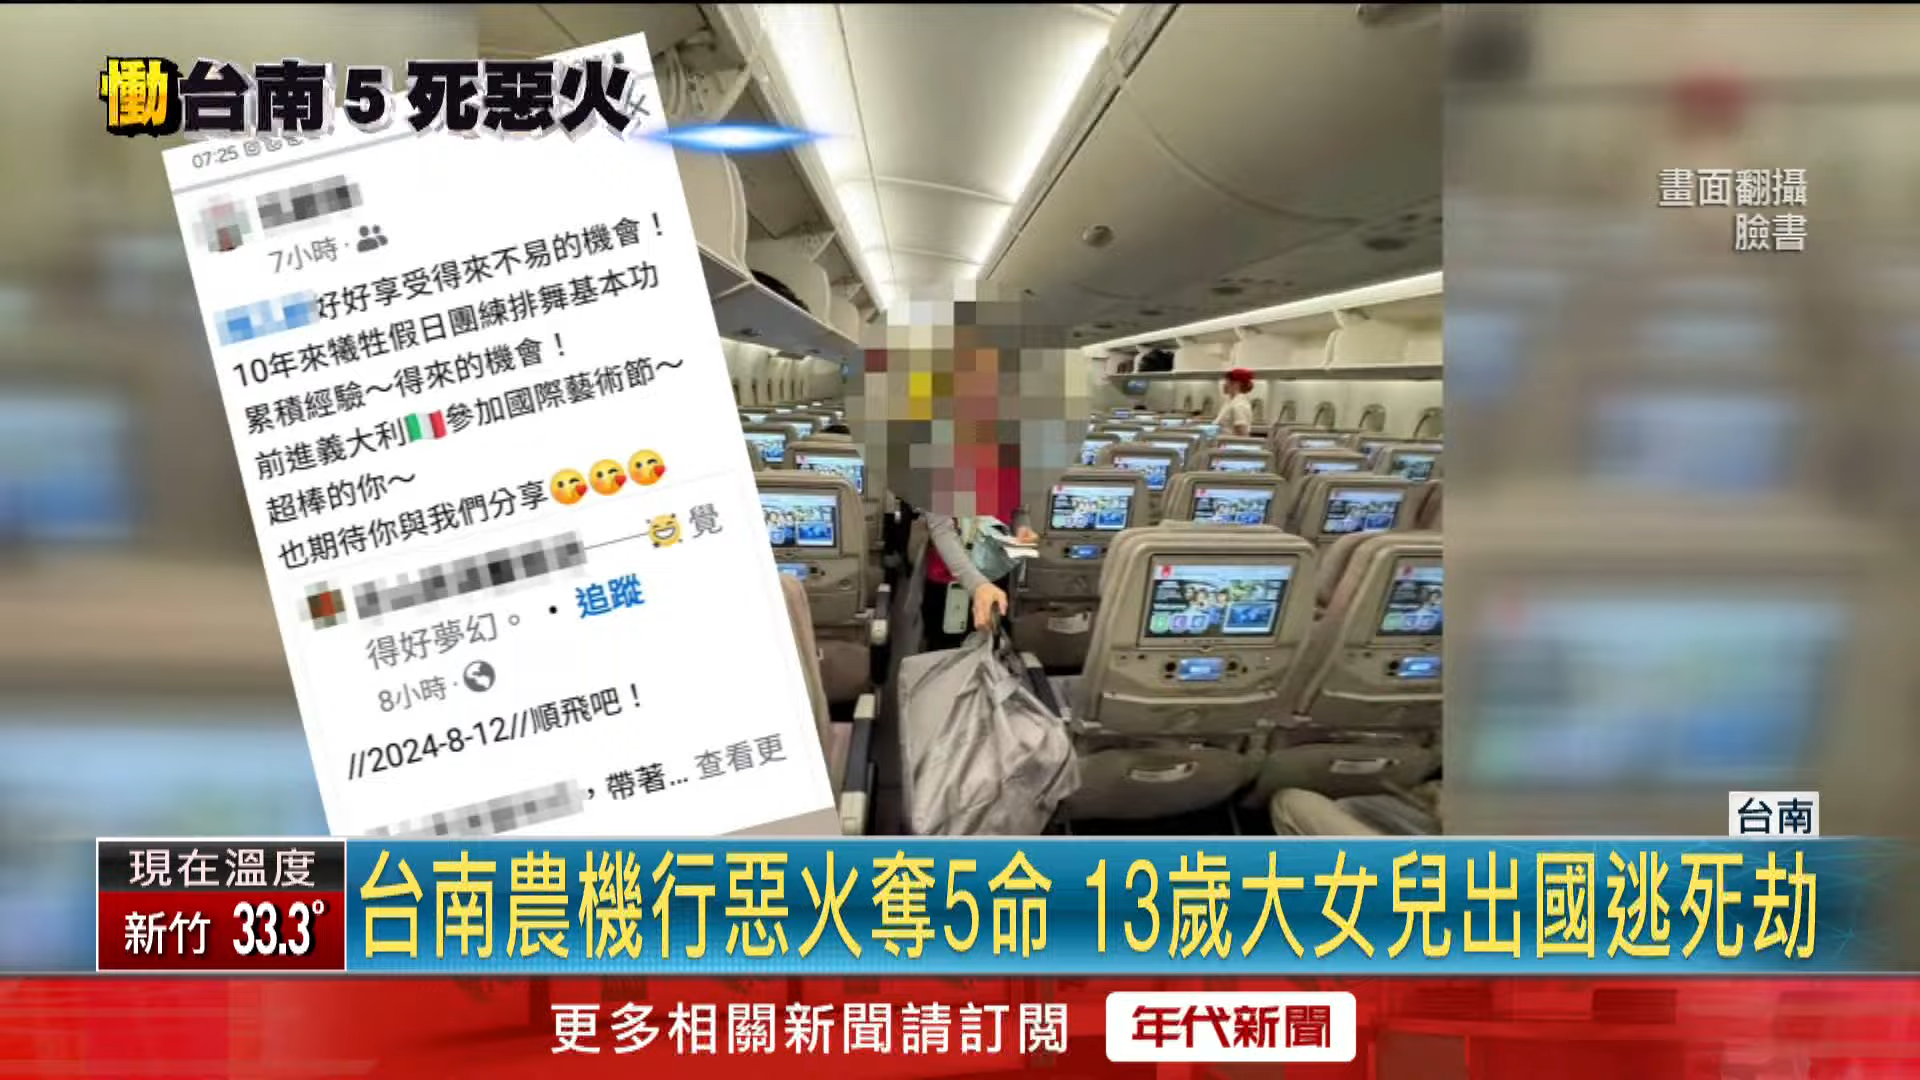 慟台南5死惡火
07:25
7小時
好好享受得來不易的機會！
10年來犧牲假日團練排舞基本功
累積經驗～得來的機會！
前進義大利🇮🇹參加國際藝術節～
超棒的你～
也期待你與我們分享😘😘😘
😆 覺
得好夢幻。 • 追蹤
8小時
//2024-8-12//順飛吧！
，帶著... 查看更
畫面翻攝
臉書
台南
現在溫度
新竹 33.3°
台南農機行惡火奪5命 13歲大女兒出國逃死劫
更多相關新聞請訂閱 年代新聞